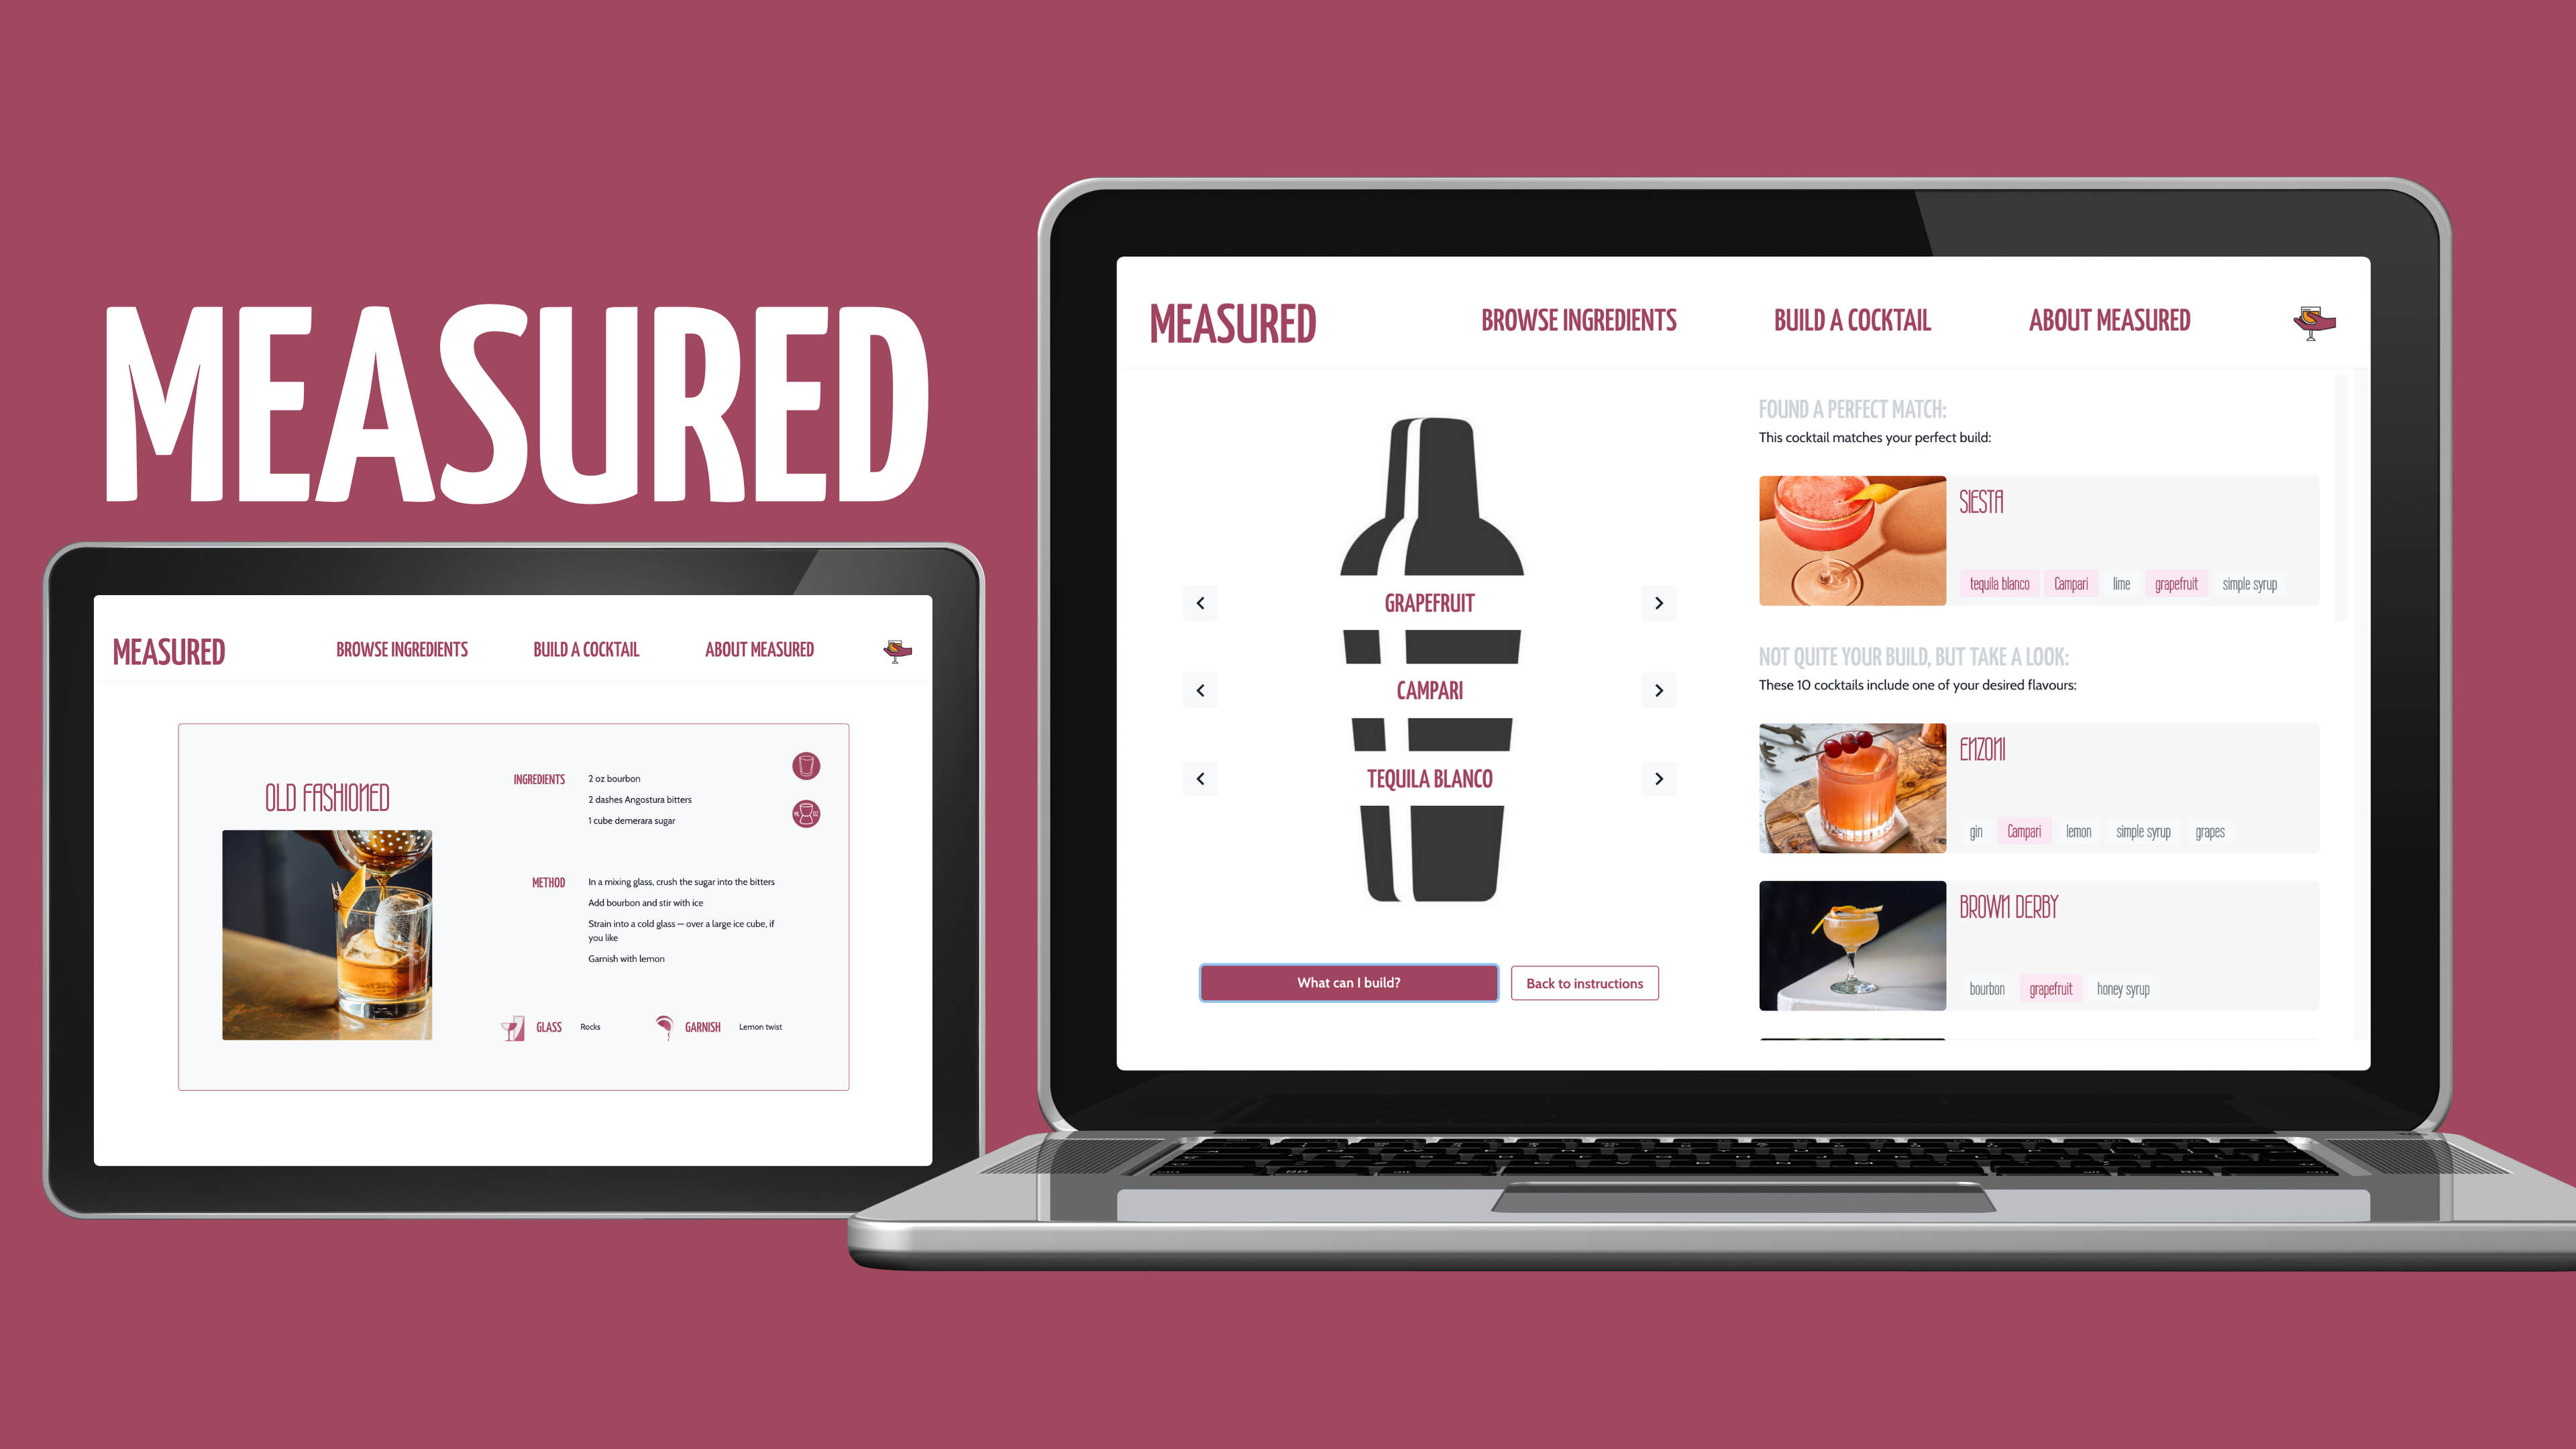 MEASURED
MEASURED
BROWSE INGREDIENTS
BUILD A COCKTAIL
ABOUT MEASURED
OLD FASHIONED
INGREDIENTS
2 oz bourbon
2 dashes Angostura bitters
1 cube demerara sugar
ML OZ
METHOD
In a mixing glass, crush the sugar into the bitters
Add bourbon and stir with ice
Strain into a cold glass — over a large ice cube, if
you like
Garnish with lemon
GLASS Rocks
GARNISH Lemon twist
MEASURED
BROWSE INGREDIENTS
BUILD A COCKTAIL
ABOUT MEASURED
GRAPEFRUIT
CAMPARI
TEQUILA BLANCO
What can I build?
Back to instructions
FOUND A PERFECT MATCH:
This cocktail matches your perfect build:
SIESTA
tequila blanco Campari lime grapefruit simple syrup
NOT QUITE YOUR BUILD, BUT TAKE A LOOK:
These 10 cocktails include one of your desired flavours:
ENZONI
gin Campari lemon simple syrup grapes
BROWN DERBY
bourbon grapefruit honey syrup